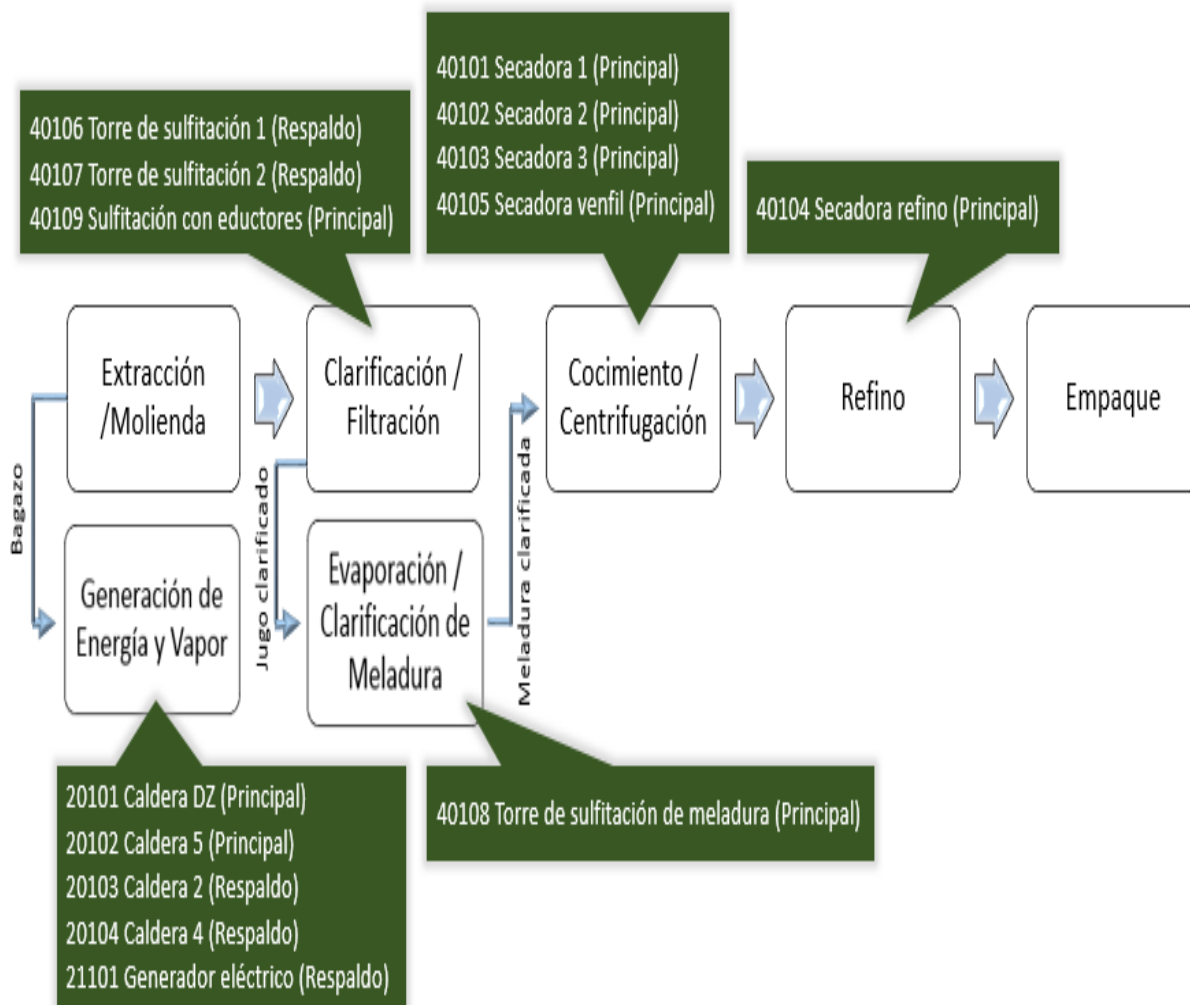 40101 Secadora 1 (Principal)
40102 Secadora 2 (Principal)
40103 Secadora 3 (Principal)
40105 Secadora venfil (Principal)
40106 Torre de sulfitación 1 (Respaldo)
40107 Torre de sulfitación 2 (Respaldo)
40109 Sulfitación con eductores (Principal)
40104 Secadora refino (Principal)
Extracción
/Molienda
Clarificación /
Filtración
Cocimiento /
Centrifugación
Refino
Empaque
Bagazo
Jugo clarificado
Meladura clarificada
Generación de
Energía y Vapor
Evaporación /
Clarificación de
Meladura
20101 Caldera DZ (Principal)
20102 Caldera 5 (Principal)
20103 Caldera 2 (Respaldo)
20104 Caldera 4 (Respaldo)
21101 Generador eléctrico (Respaldo)
40108 Torre de sulfitación de meladura (Principal)